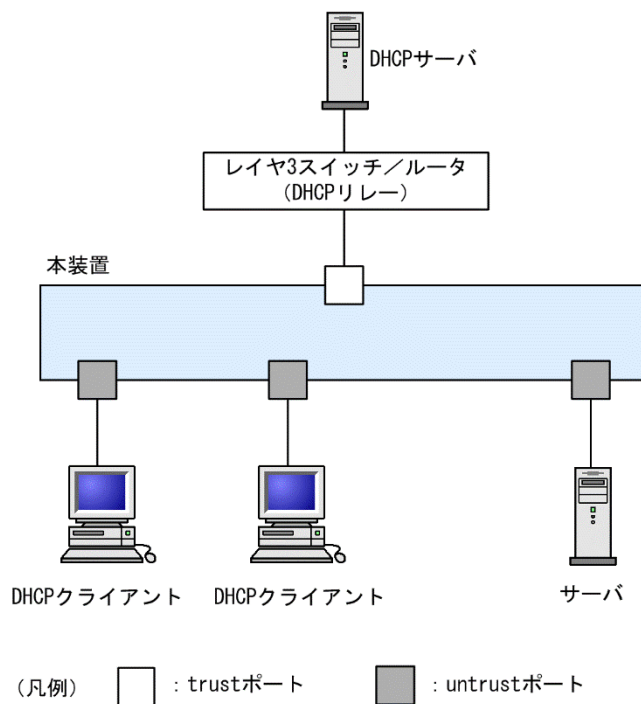 DHCPサーバ
レイヤ3スイッチ／ルータ
(DHCPリレー)
本装置
DHCPクライアント
DHCPクライアント
サーバ
(凡例)
：trustポート
：untrustポート